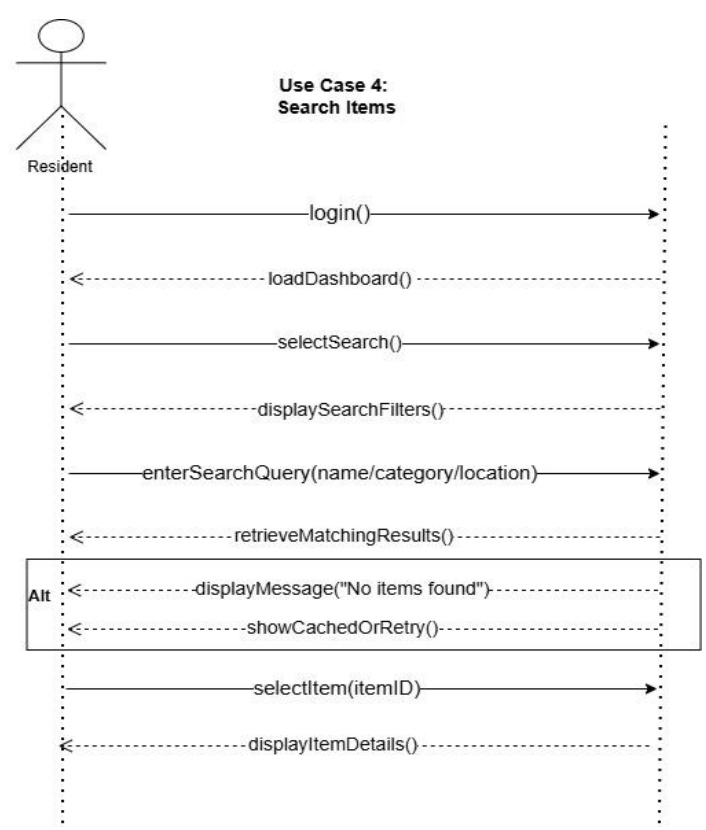 Use Case 4:
Search Items
Resident
login()
loadDashboard()
selectSearch()
displaySearchFilters()
enterSearchQuery(name/category/location)
retrieveMatchingResults()
Alt
displayMessage("No items found")
showCachedOrRetry()
selectItem(itemID)
displayItemDetails()